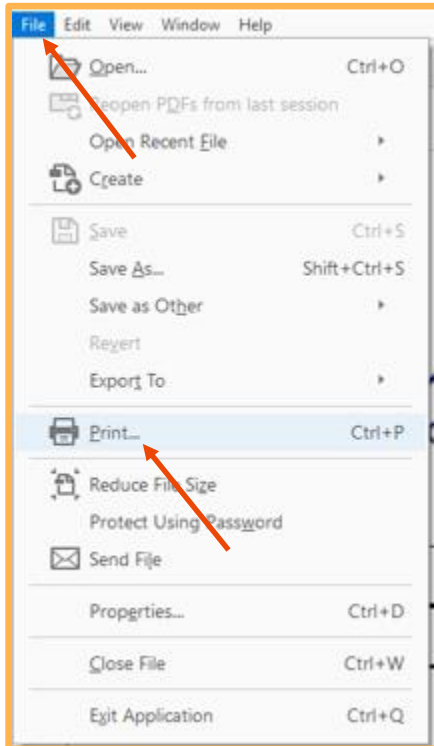 File Edit View Window Help
Open... Ctrl+O
Reopen PDFs from last session
Open Recent File
Create
Save Ctrl+S
Save As... Shift+Ctrl+S
Save as Other
Revert
Export To
Print... Ctrl+P
Reduce File Size
Protect Using Password
Send File
Properties... Ctrl+D
Close File Ctrl+W
Exit Application Ctrl+Q